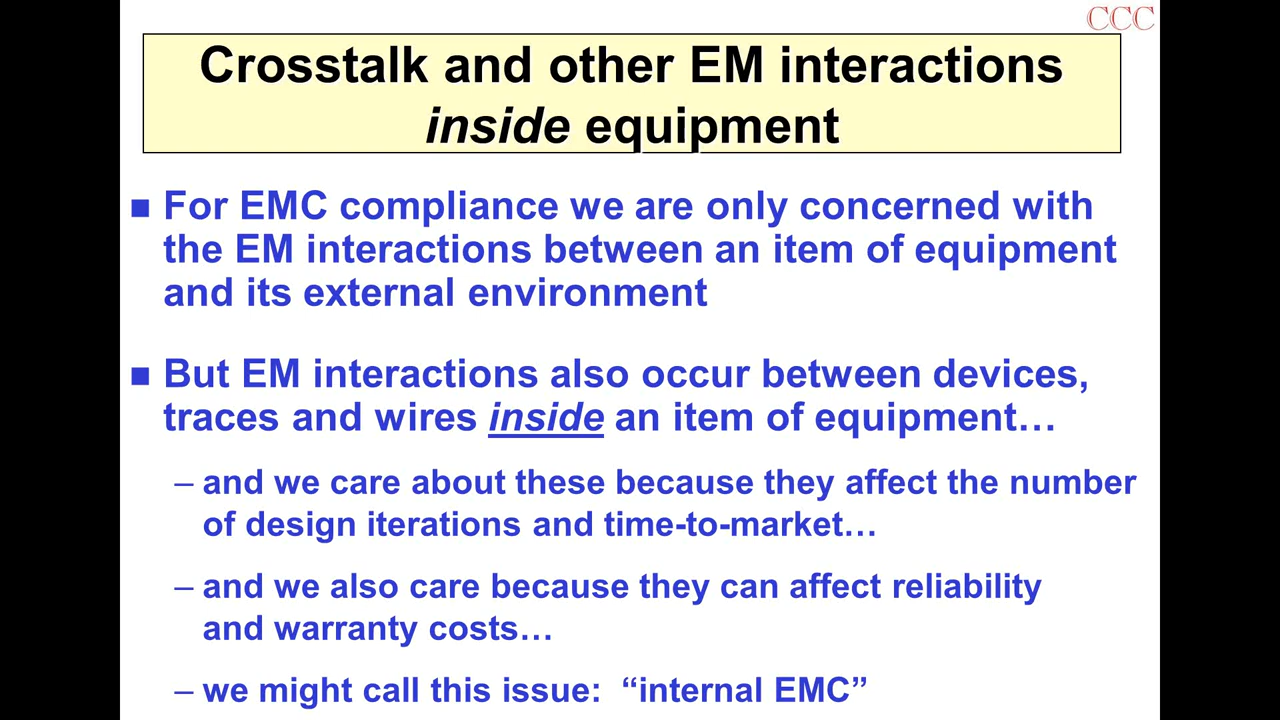 CCC
Crosstalk and other EM interactions
inside equipment
■ For EMC compliance we are only concerned with
the EM interactions between an item of equipment
and its external environment
■ But EM interactions also occur between devices,
traces and wires inside an item of equipment…
– and we care about these because they affect the number
of design iterations and time-to-market…
– and we also care because they can affect reliability
and warranty costs…
– we might call this issue:  “internal EMC”